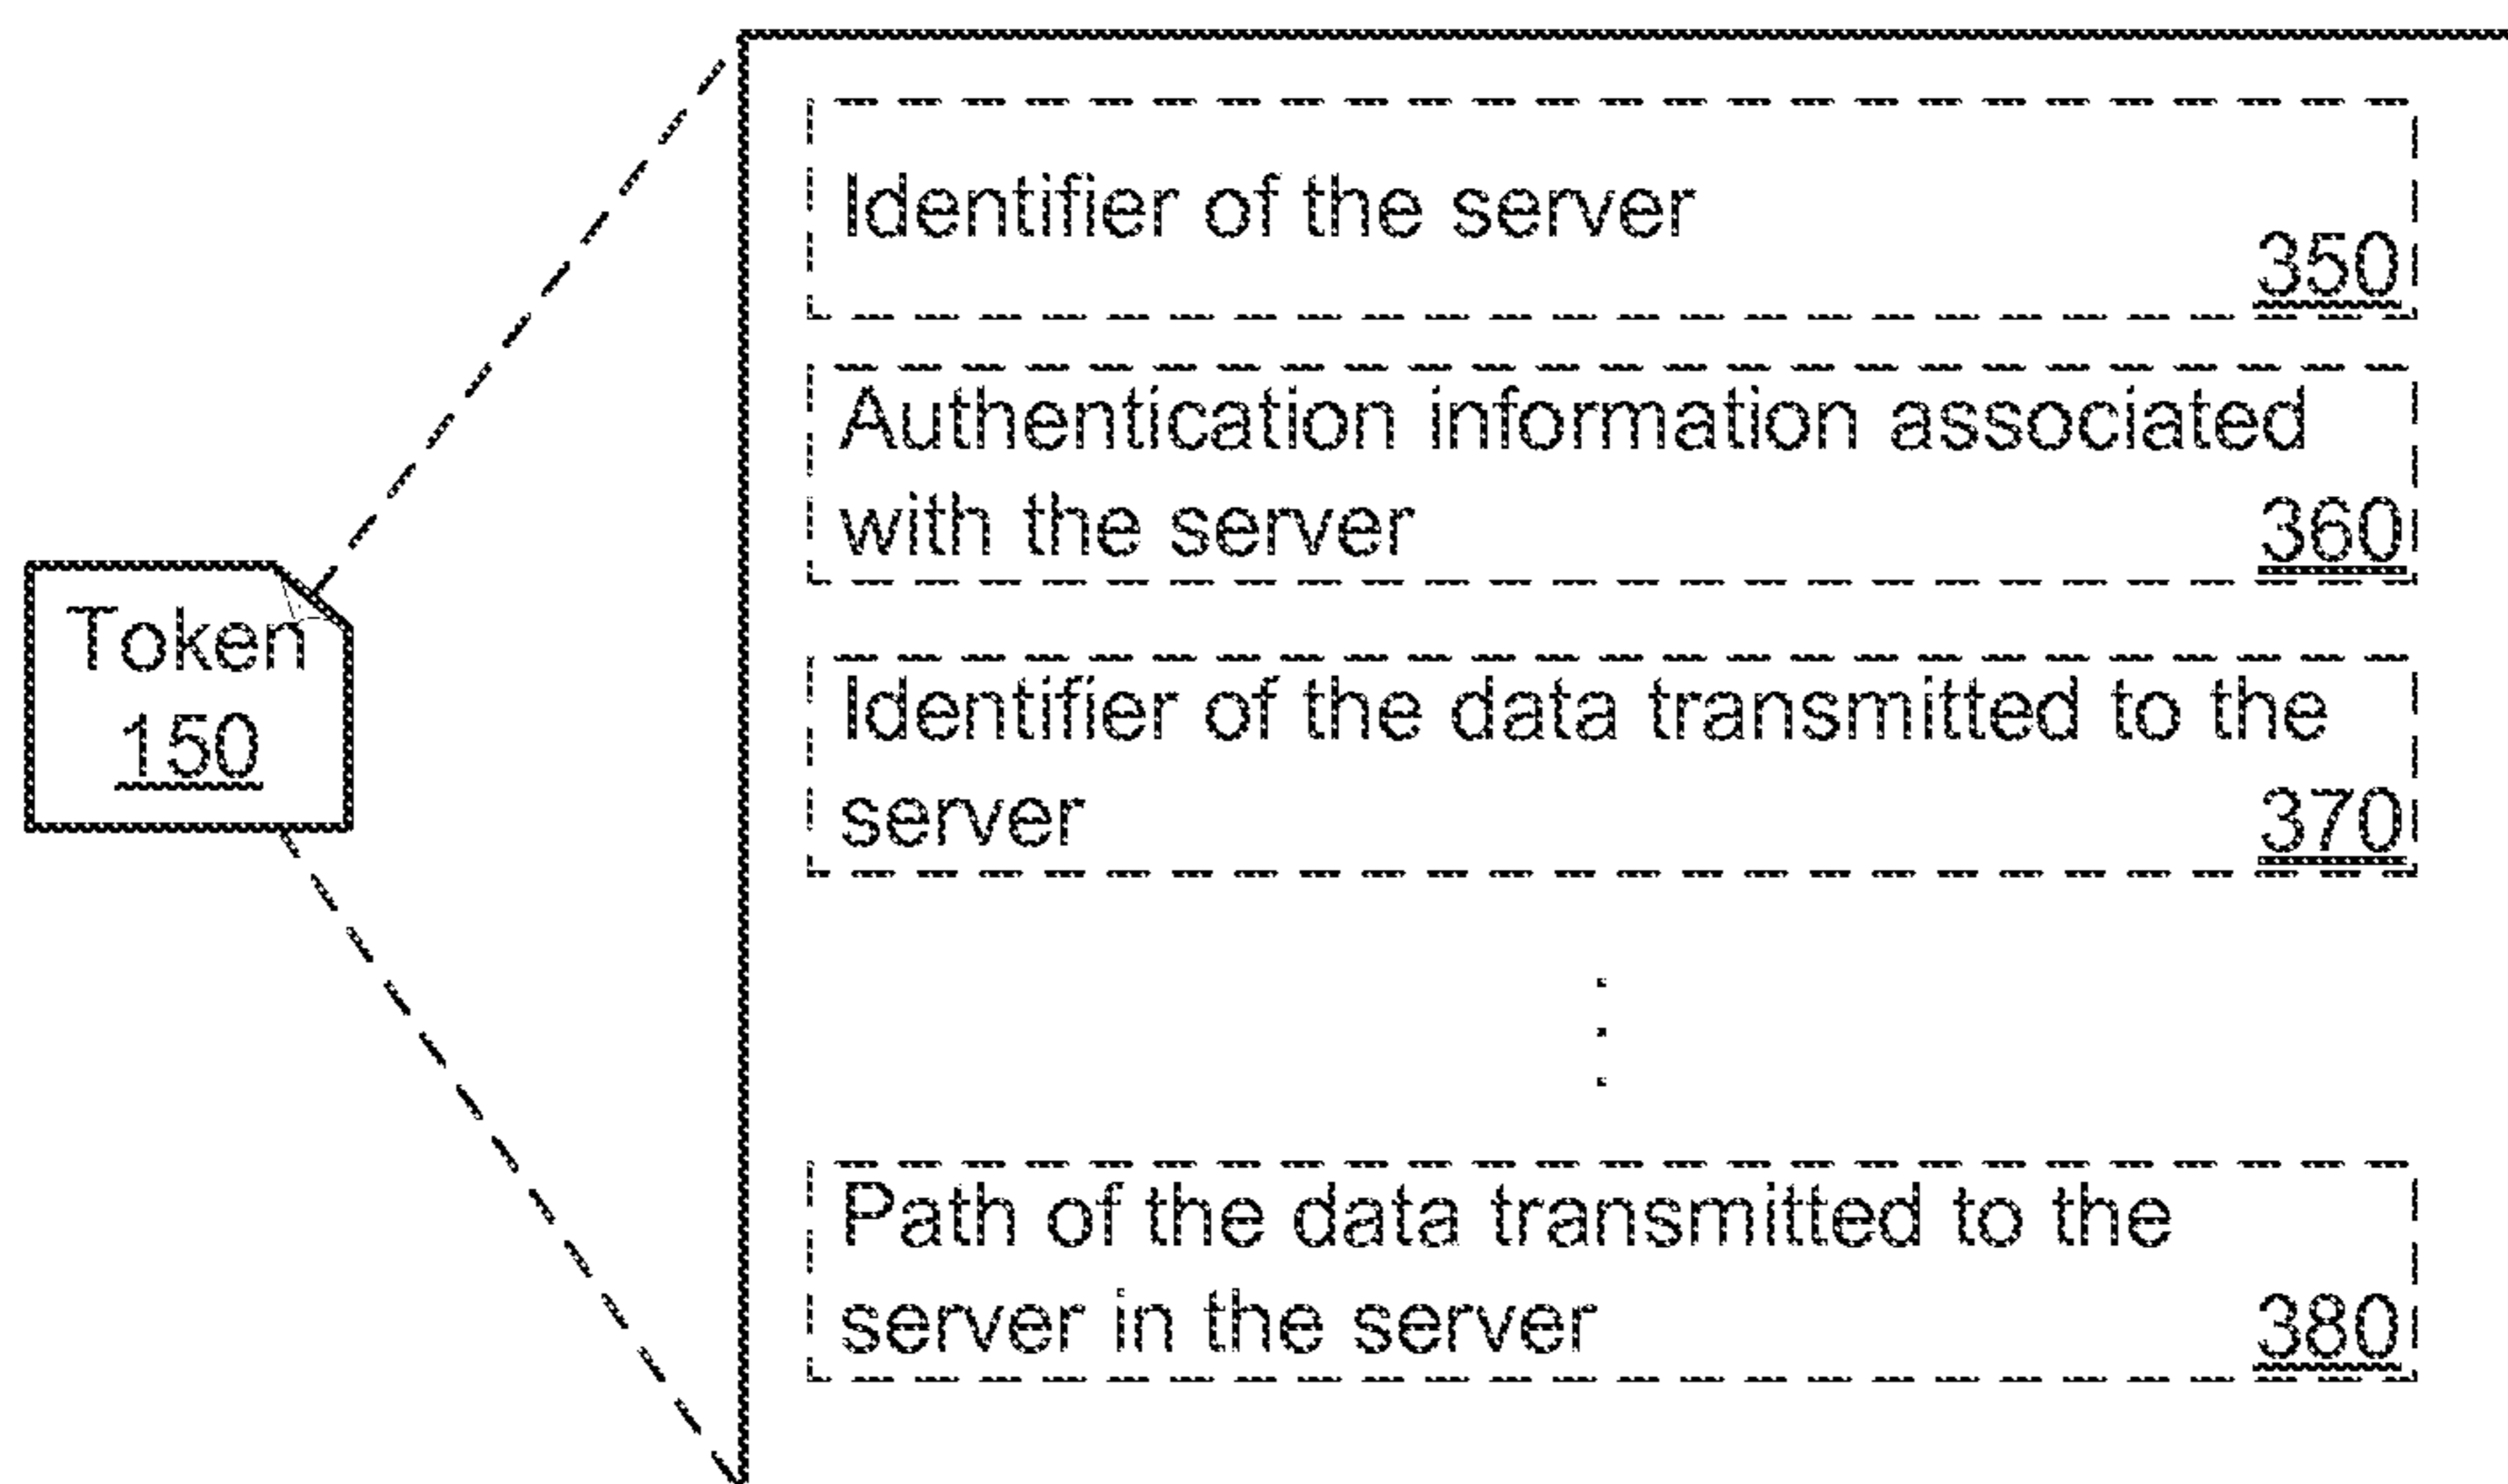 Identifier of the server
350
Authentication information associated
with the server 360
Token
150
Identifier of the data transmitted to the
server 370
Path of the data transmitted to the
server in the server 380